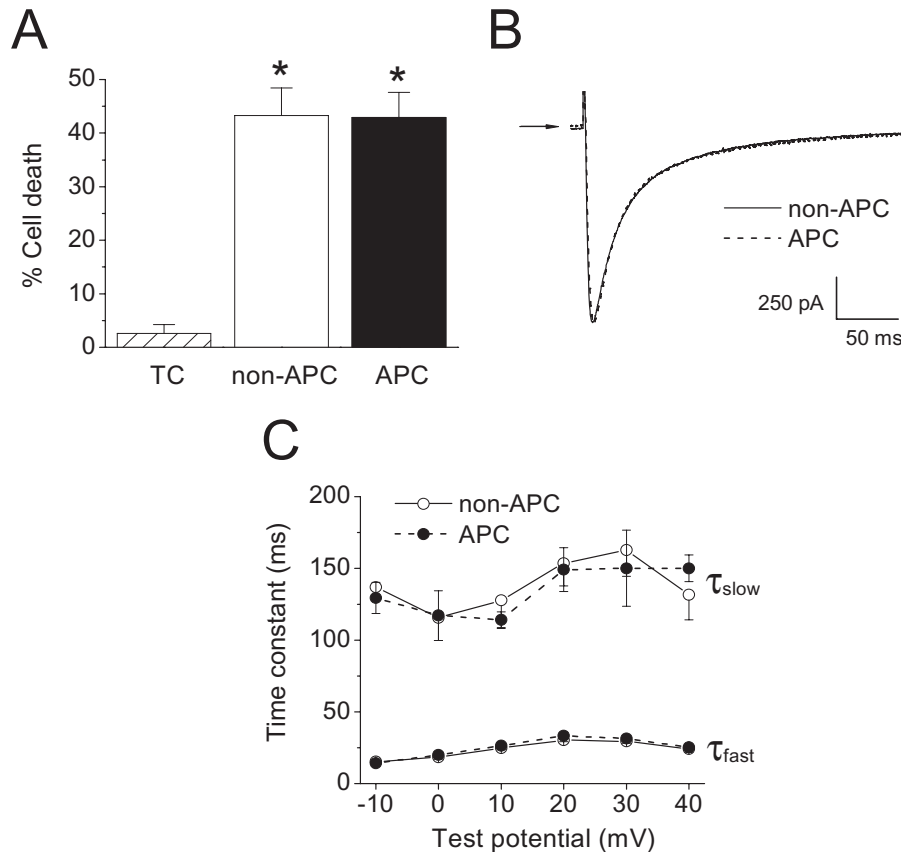 A
% Cell death
50
40
30
20
10
0
* *
TC non-APC APC
B
non-APC
APC
250 pA
50 ms
C
Time constant (ms)
200
150
100
50
0
non-APC
APC
τslow
τfast
-10 0 10 20 30 40
Test potential (mV)